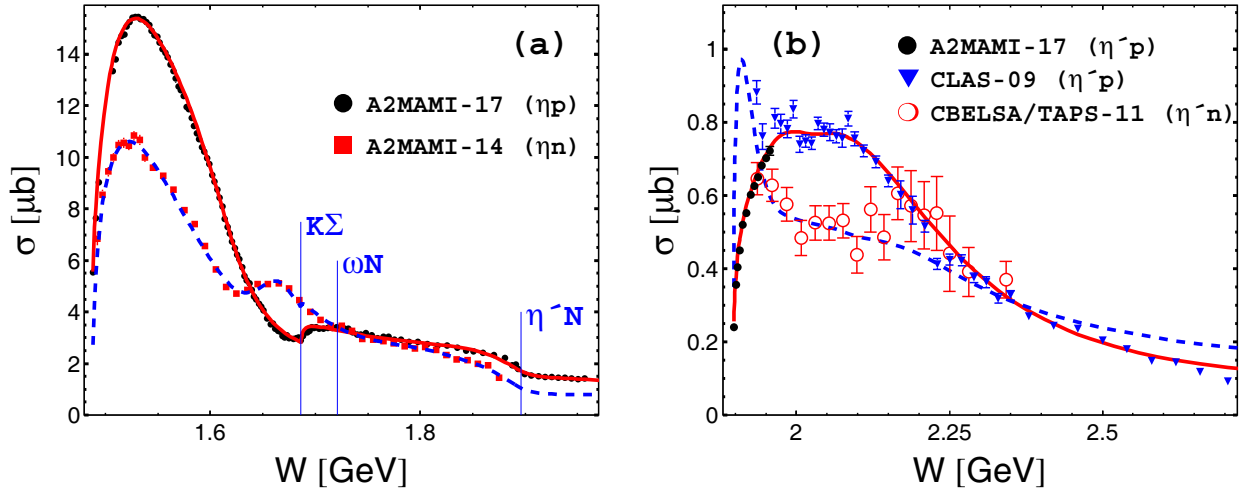 (a)
A2MAMI-17 (ηp)
A2MAMI-14 (ηn)
KΣ
ωN
η´N
14
12
10
8
6
4
2
0
1.6
1.8
σ [μb]
W [GeV]
(b)
A2MAMI-17 (η´p)
CLAS-09 (η´p)
CBELSA/TAPS-11 (η´n)
1
0.8
0.6
0.4
0.2
0
2
2.25
2.5
σ [μb]
W [GeV]